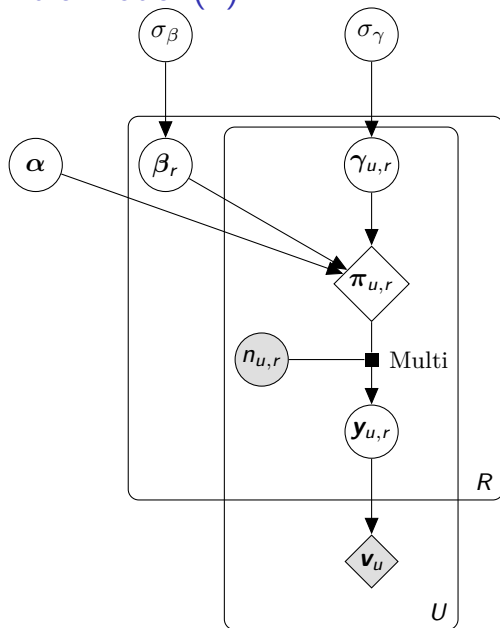 σ_β σ_γ
α β_r γ_{u,r}
π_{u,r}
n_{u,r} Multi
y_{u,r}
R
v_u
U